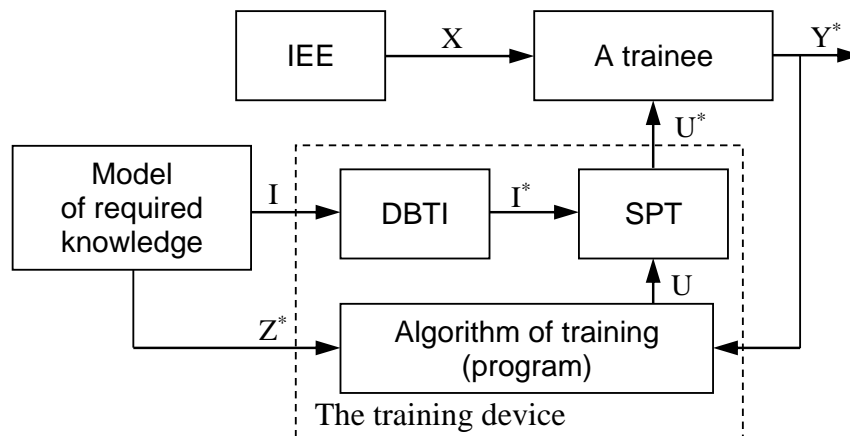 IEE
X
A trainee
Y*
U*
Model
of required
knowledge
I
DBTI
I*
SPT
U
Z*
Algorithm of training
(program)
The training device